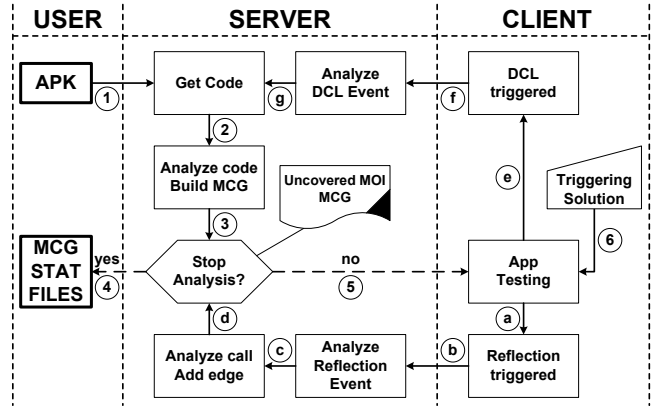 USER
SERVER
CLIENT
APK
1
Get Code
g
Analyze
DCL Event
f
DCL
triggered
2
e
Analyze code
Build MCG
Uncovered MOI
MCG
Triggering
Solution
3
6
MCG
STAT
FILES
yes
4
Stop
Analysis?
no
5
App
Testing
d
a
Analyze call
Add edge
c
Analyze
Reflection
Event
b
Reflection
triggered